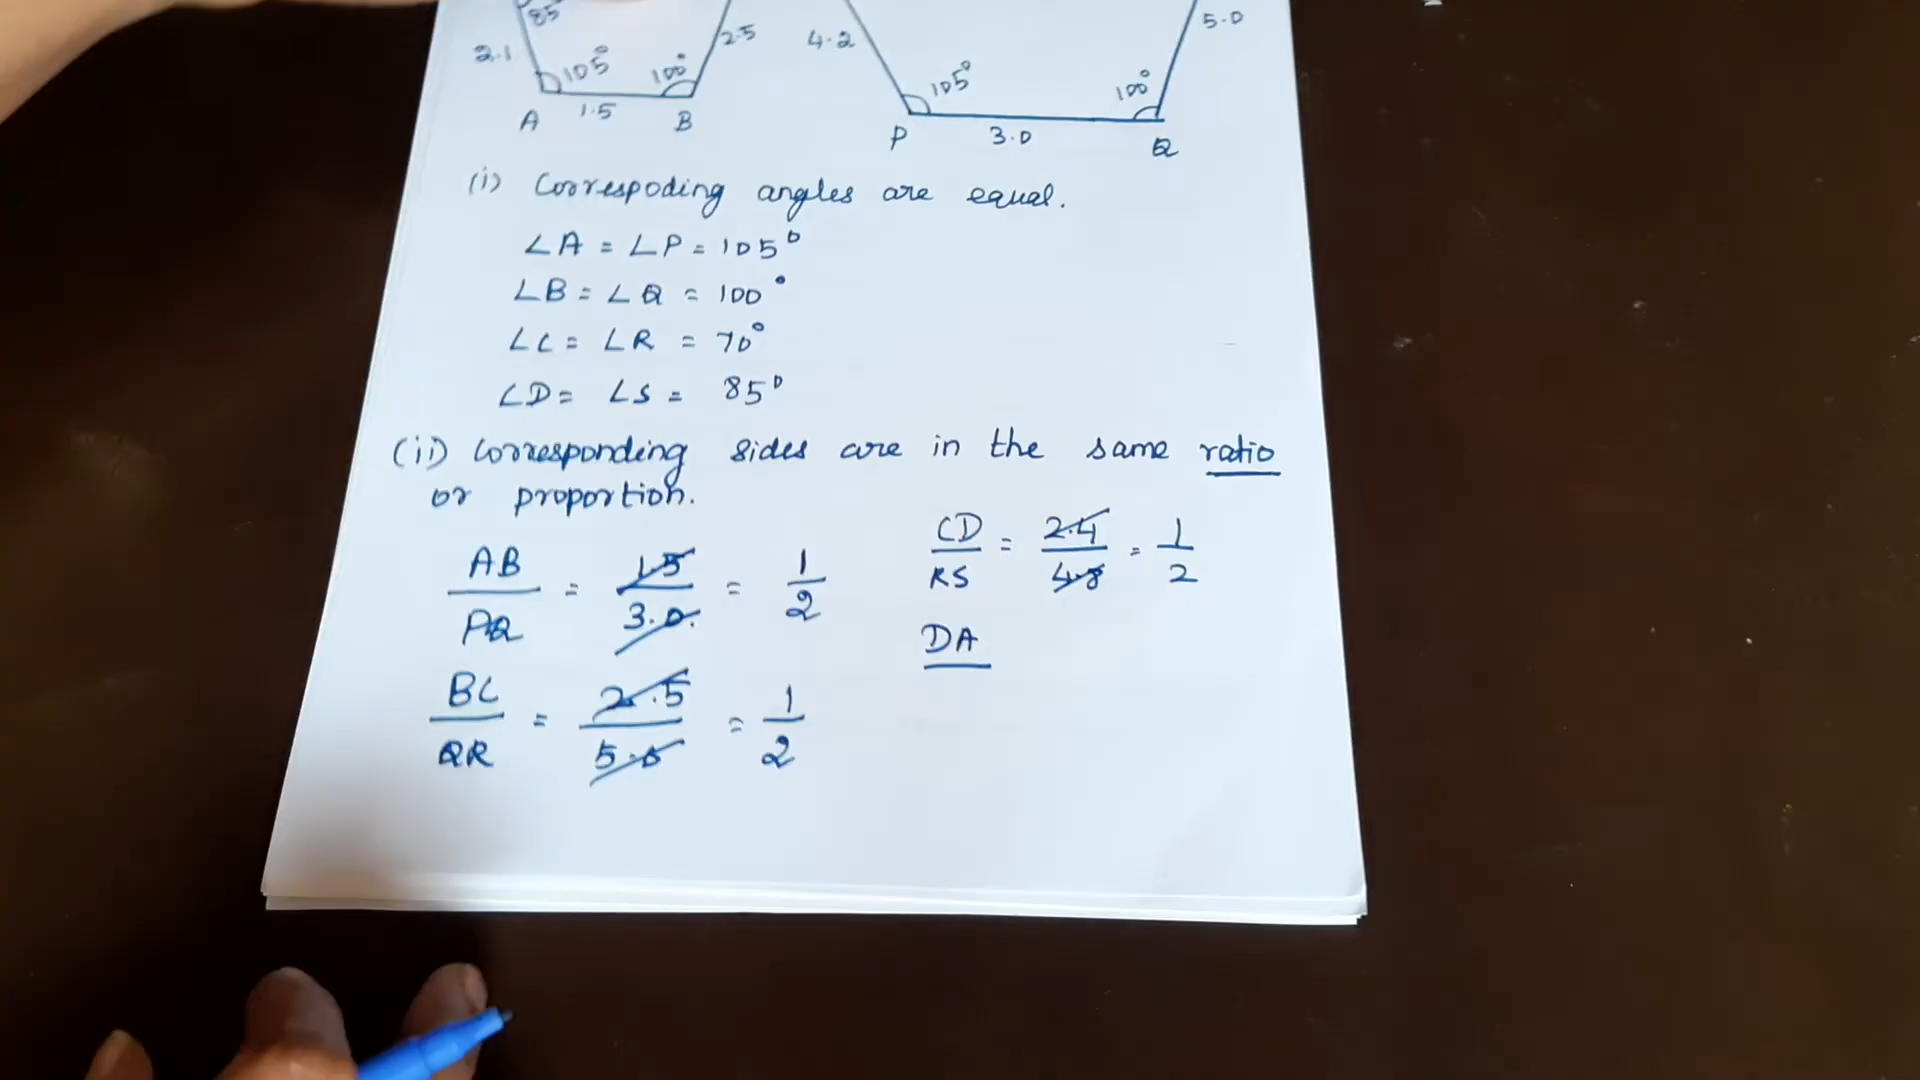 85°
2.1
105°
100°
2.5
A
1.5
B
4.2
105°
100°
5.0
P
3.0
Q
(i) Correspoding angles are equal.
∠A = ∠P = 105°
∠B = ∠Q = 100°
∠C = ∠R = 70°
∠D = ∠S = 85°
(ii) Corresponding sides are in the same ratio
or proportion.
AB/PQ = 1.5/3.0 = 1/2
BC/QR = 2.5/5.0 = 1/2
CD/RS = 2.4/4.8 = 1/2
DA